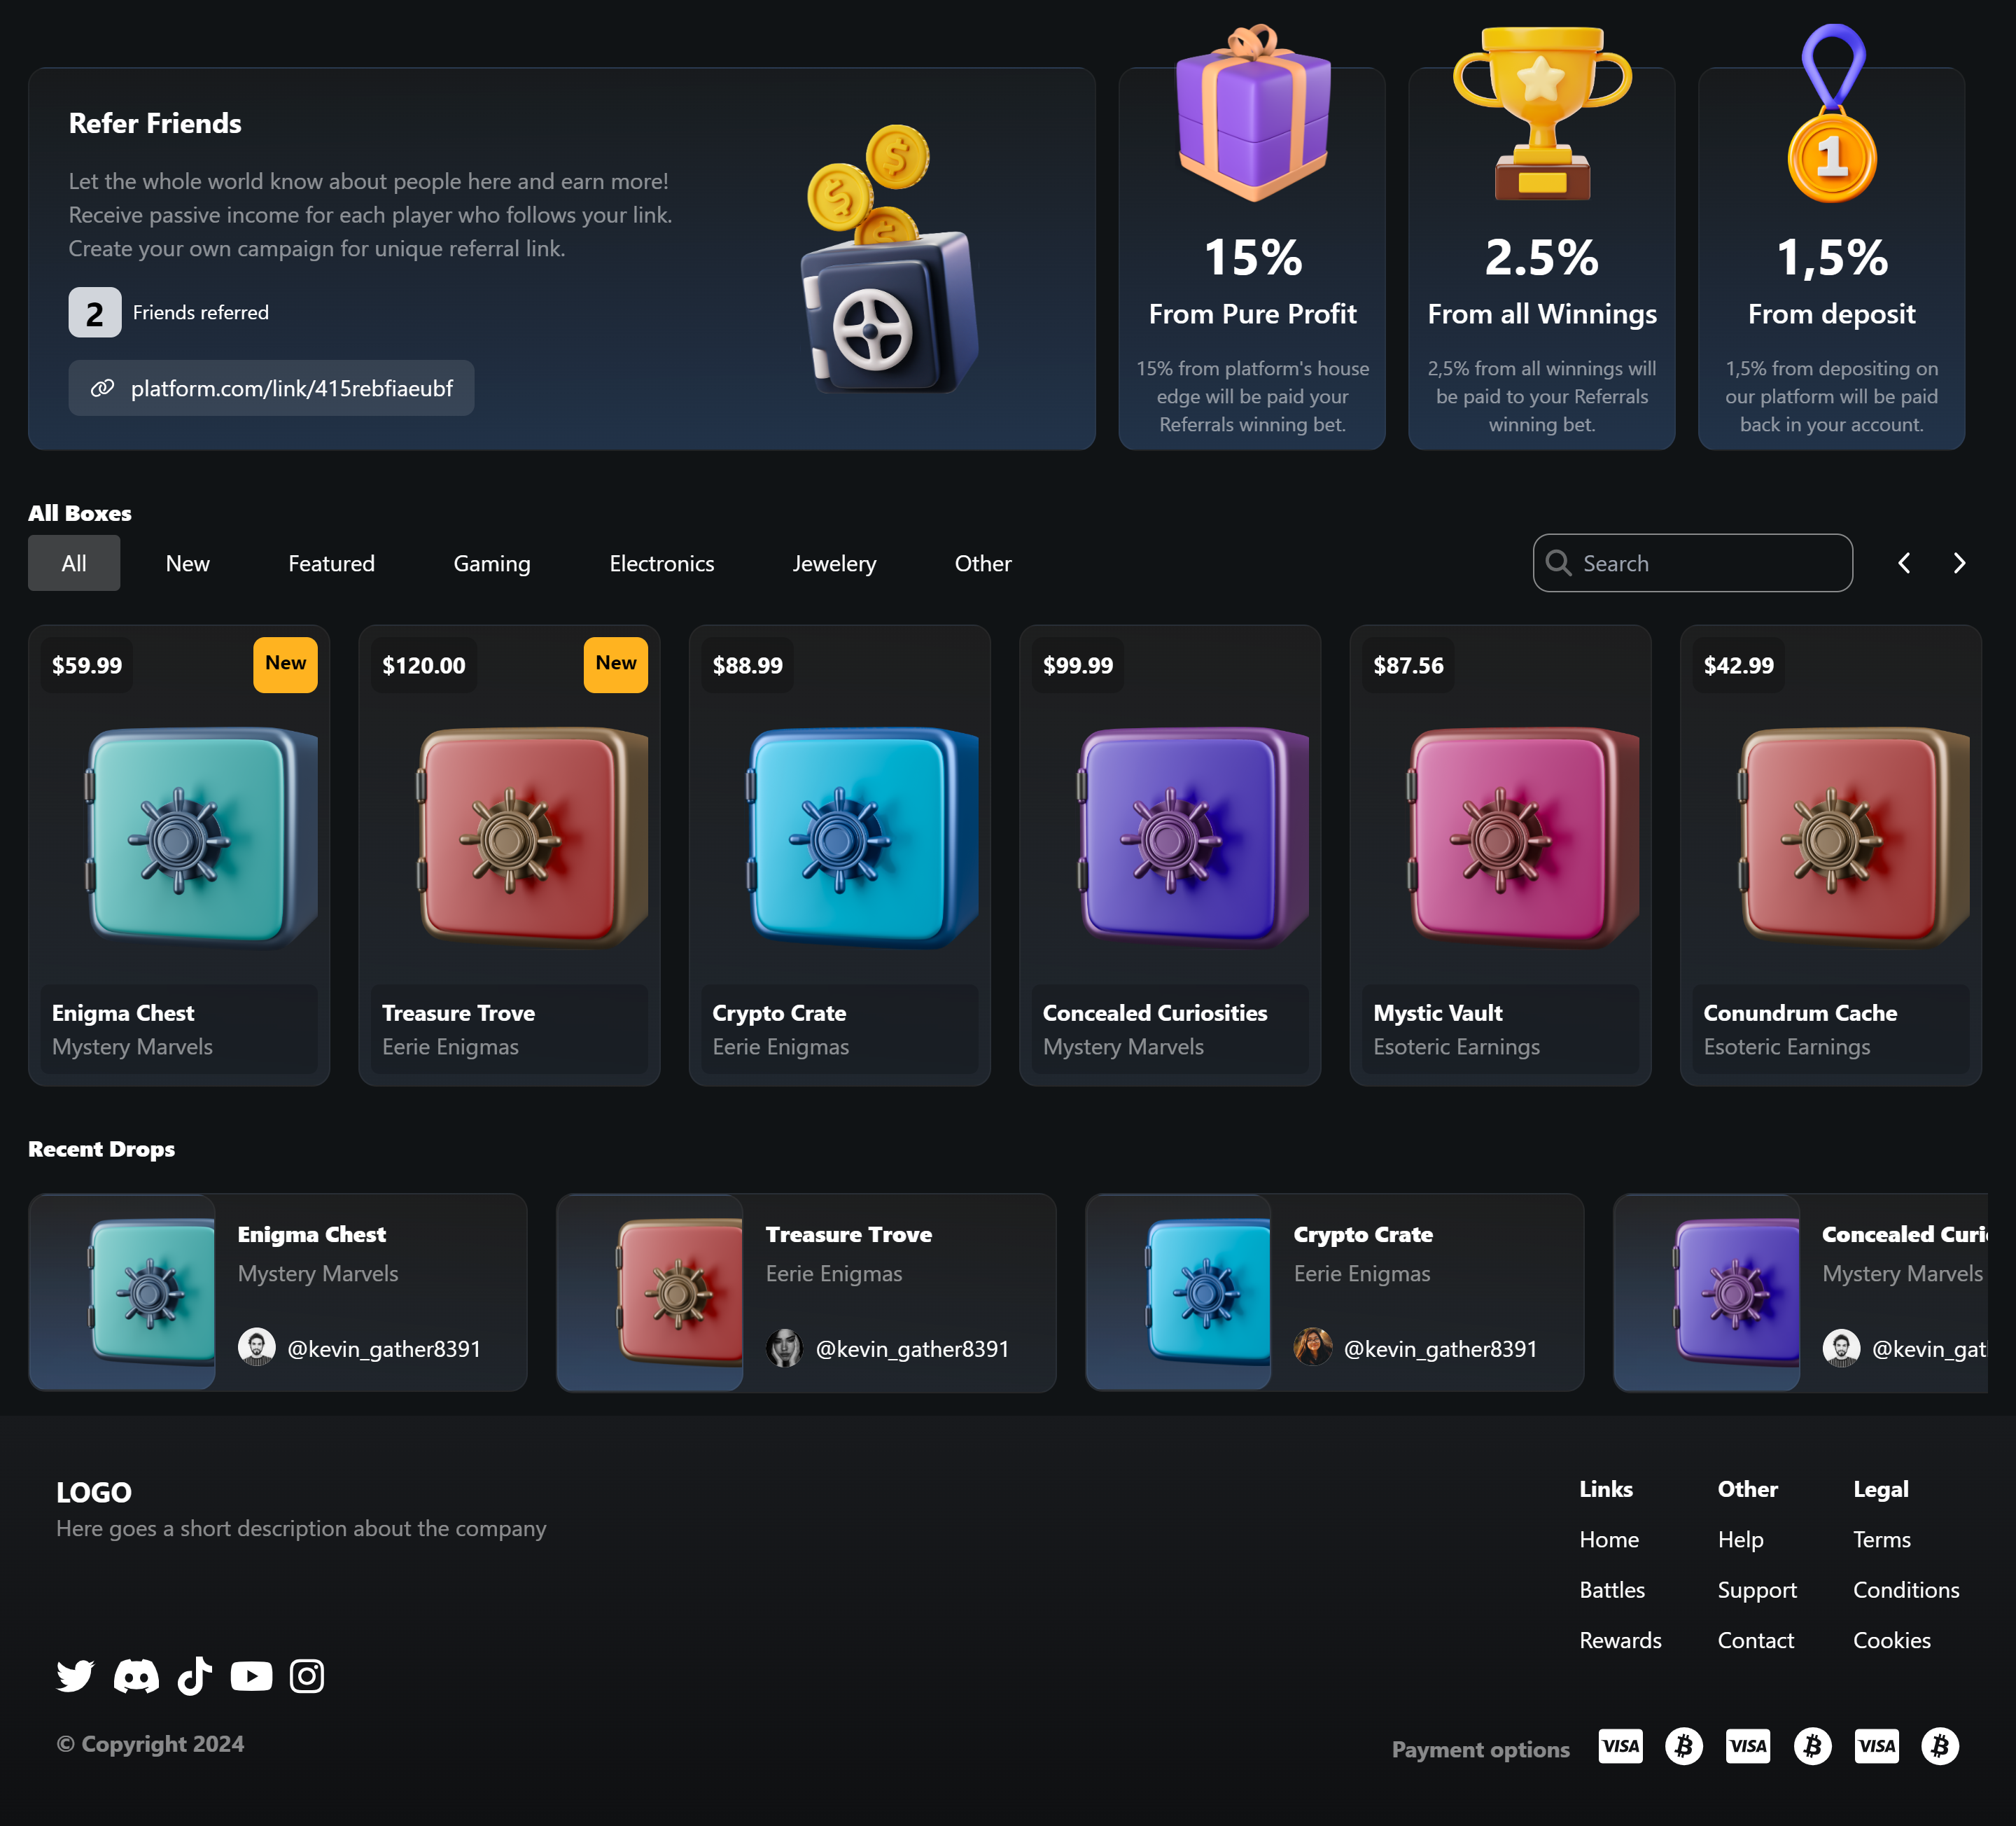 Refer Friends
Let the whole world know about people here and earn more!
Receive passive income for each player who follows your link.
Create your own campaign for unique referral link.
2
Friends referred
platform.com/link/415rebfiaeubf
15%
From Pure Profit
15% from platform's house
edge will be paid your
Referrals winning bet.
2.5%
From all Winnings
2,5% from all winnings will
be paid to your Referrals
winning bet.
1
1,5%
From deposit
1,5% from depositing on
our platform will be paid
back in your account.
All Boxes
All
New
Featured
Gaming
Electronics
Jewelery
Other
Search
$59.99
New
Enigma Chest
Mystery Marvels
$120.00
New
Treasure Trove
Eerie Enigmas
$88.99
Crypto Crate
Eerie Enigmas
$99.99
Concealed Curiosities
Mystery Marvels
$87.56
Mystic Vault
Esoteric Earnings
$42.99
Conundrum Cache
Esoteric Earnings
Recent Drops
Enigma Chest
Mystery Marvels
@kevin_gather8391
Treasure Trove
Eerie Enigmas
@kevin_gather8391
Crypto Crate
Eerie Enigmas
@kevin_gather8391
Concealed Curi
Mystery Marvels
@kevin_gat
LOGO
Here goes a short description about the company
Links
Home
Battles
Rewards
Other
Help
Support
Contact
Legal
Terms
Conditions
Cookies
© Copyright 2024
Payment options
VISA
VISA
VISA